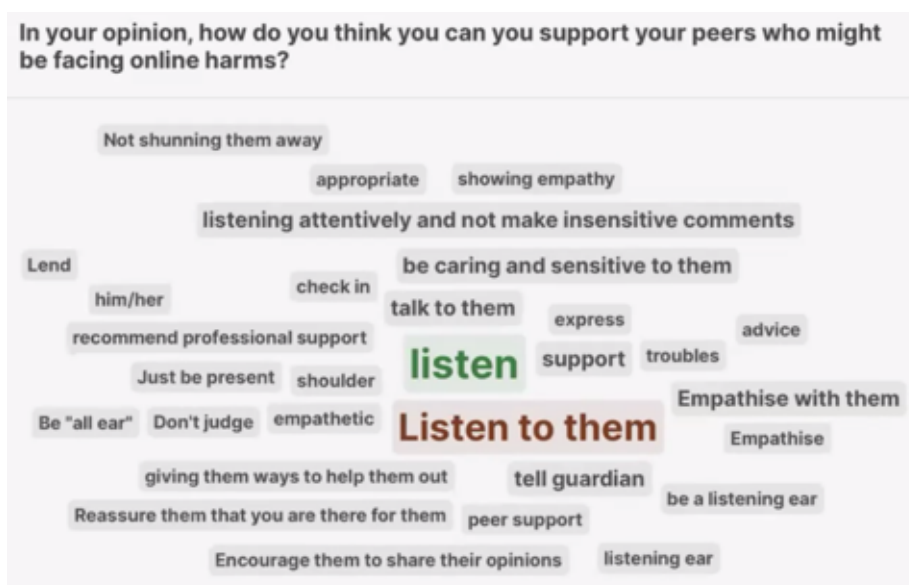 In your opinion, how do you think you can you support your peers who might
be facing online harms?
Not shunning them away
appropriate
showing empathy
listening attentively and not make insensitive comments
Lend
be caring and sensitive to them
check in
him/her
talk to them
express
advice
recommend professional support
listen
support
troubles
Just be present
shoulder
Empathise with them
Be "all ear"
Don't judge
empathetic
Listen to them
Empathise
giving them ways to help them out
tell guardian
be a listening ear
Reassure them that you are there for them
peer support
Encourage them to share their opinions
listening ear